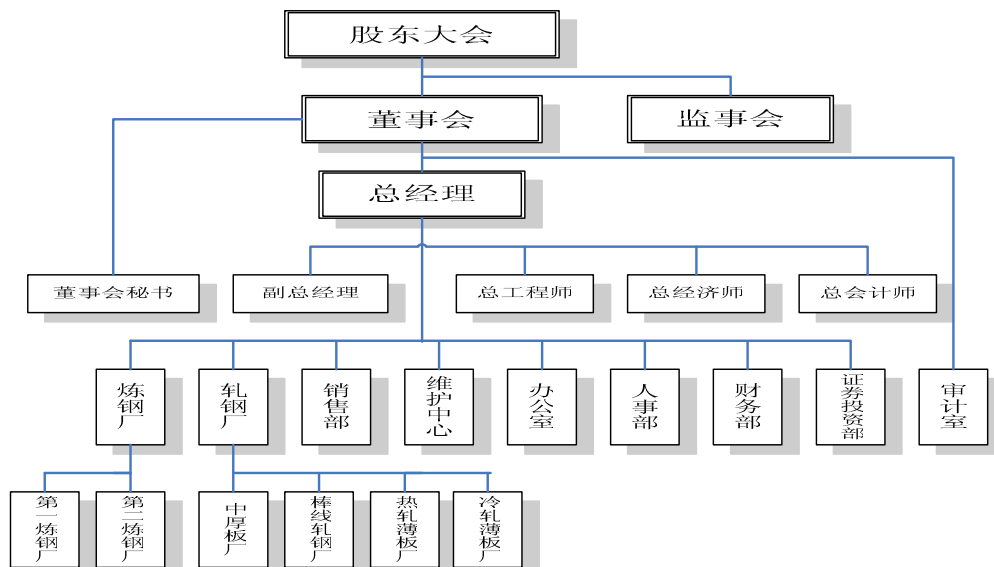 股东大会
董事会
监事会
总经理
董事会秘书
副总经理
总工程师
总经济师
总会计师
炼钢厂
轧钢厂
销售部
维护中心
办公室
人事部
财务部
证券投资部
审计室
第一炼钢厂
第二炼钢厂
中厚板厂
棒线轧钢厂
热轧薄板厂
冷轧薄板厂